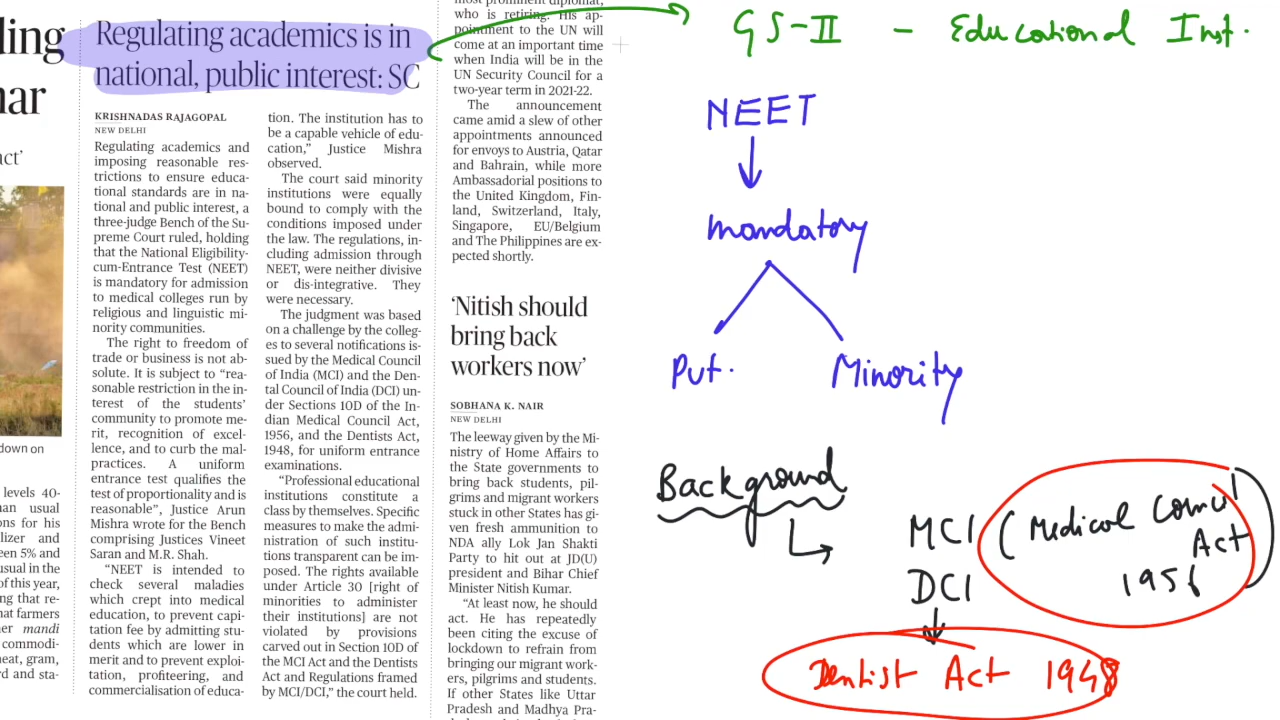 ling
nar
act'
down on
levels 40-
an usual
ons for his
lizer and
een 5% and
usual in the
of this year,
ng that re-
hat farmers
er mandi
commodi-
eat, gram,
rd and sta-
Regulating academics is in
national, public interest: SC
KRISHNADAS RAJAGOPAL
NEW DELHI
Regulating academics and
imposing reasonable res-
trictions to ensure educa-
tional standards are in na-
tional and public interest, a
three-judge Bench of the Su-
preme Court ruled, holding
that the National Eligibility-
cum-Entrance Test (NEET)
is mandatory for admission
to medical colleges run by
religious and linguistic mi-
nority communities.
The right to freedom of
trade or business is not ab-
solute. It is subject to “rea-
sonable restriction in the in-
terest of the students’
community to promote me-
rit, recognition of excel-
lence, and to curb the mal-
practices. A uniform
entrance test qualifies the
test of proportionality and is
reasonable”, Justice Arun
Mishra wrote for the Bench
comprising Justices Vineet
Saran and M.R. Shah.
“NEET is intended to
check several maladies
which crept into medical
education, to prevent capi-
tation fee by admitting stu-
dents which are lower in
merit and to prevent exploi-
tation, profiteering, and
commercialisation of educa-
tion. The institution has to
be a capable vehicle of edu-
cation,” Justice Mishra
observed.
The court said minority
institutions were equally
bound to comply with the
conditions imposed under
the law. The regulations, in-
cluding admission through
NEET, were neither divisive
or dis-integrative. They
were necessary.
The judgment was based
on a challenge by the colleg-
es to several notifications is-
sued by the Medical Council
of India (MCI) and the Den-
tal Council of India (DCI) un-
der Sections 10D of the In-
dian Medical Council Act,
1956, and the Dentists Act,
1948, for uniform entrance
examinations.
“Professional educational
institutions constitute a
class by themselves. Specific
measures to make the admi-
nistration of such institu-
tions transparent can be im-
posed. The rights available
under Article 30 [right of
minorities to administer
their institutions] are not
violated by provisions
carved out in Section 10D of
the MCI Act and the Dentists
Act and Regulations framed
by MCI/DCI,” the court held.
most prominent diplomat,
who is retiring. His ap-
pointment to the UN will
come at an important time
when India will be in the
UN Security Council for a
two-year term in 2021-22.
The announcement
came amid a slew of other
appointments announced
for envoys to Austria, Qatar
and Bahrain, while more
Ambassadorial positions to
the United Kingdom, Fin-
land, Switzerland, Italy,
Singapore, EU/Belgium
and The Philippines are ex-
pected shortly.
‘Nitish should
bring back
workers now’
SOBHANA K. NAIR
NEW DELHI
The leeway given by the Mi-
nistry of Home Affairs to
the State governments to
bring back students, pil-
grims and migrant workers
stuck in other States has gi-
ven fresh ammunition to
NDA ally Lok Jan Shakti
Party to hit out at JD(U)
president and Bihar Chief
Minister Nitish Kumar.
“At least now, he should
act. He has repeatedly
been citing the excuse of
lockdown to refrain from
bringing our migrant work-
ers, pilgrims and students.
If other States like Uttar
Pradesh and Madhya Pra-
GS-II - Educational Inst.
NEET
mandatory
Put. Minority
Background
MCI (Medical Council
Act
1956)
DCI
Dentist Act 1948